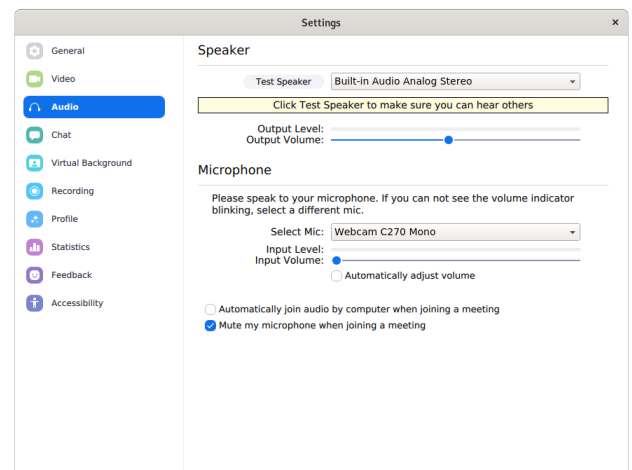 Settings
×
General
Video
Audio
Chat
Virtual Background
Recording
Profile
Statistics
Feedback
Accessibility
Speaker
Test Speaker Built-in Audio Analog Stereo
Click Test Speaker to make sure you can hear others
Output Level:
Output Volume:
Microphone
Please speak to your microphone. If you can not see the volume indicator
blinking, select a different mic.
Select Mic: Webcam C270 Mono
Input Level:
Input Volume:
Automatically adjust volume
Automatically join audio by computer when joining a meeting
Mute my microphone when joining a meeting